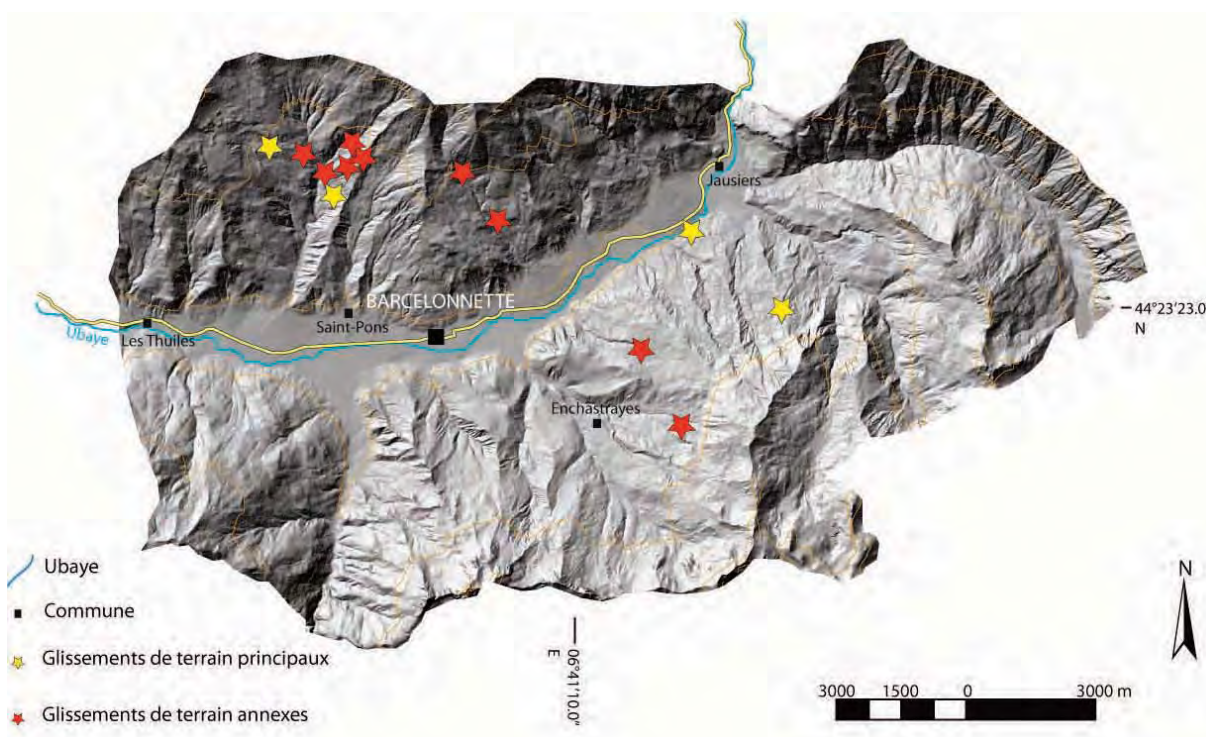 Jausiers
BARCELONNETTE
Saint-Pons
Les Thuiles
Ubaye
44°23'23.0
N
Enchastrayes
Ubaye
Commune
Glissements de terrain principaux
Glissements de terrain annexes
06°41'10.0"
E
N
3000 1500 0 3000 m